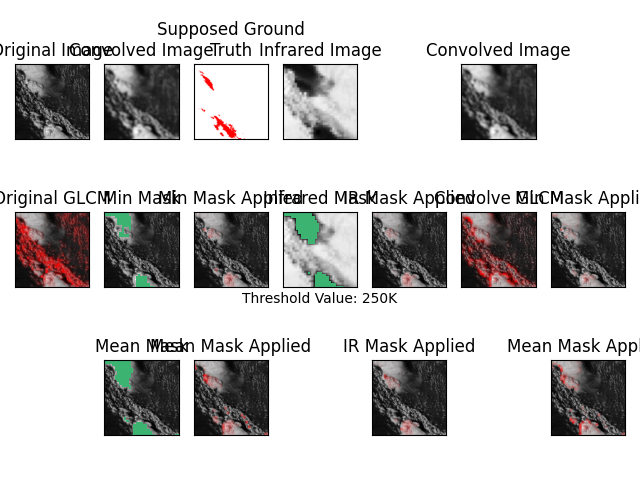 Supposed Ground
Original Image Convolved Image Truth Infrared Image Convolved Image
Original GLCM Min Mask Min Mask Applied Infrared Mask IR Mask Applied Convolve GLCM Min Mask Appli
Threshold Value: 250K
Mean Mask Mean Mask Applied IR Mask Applied Mean Mask Appl